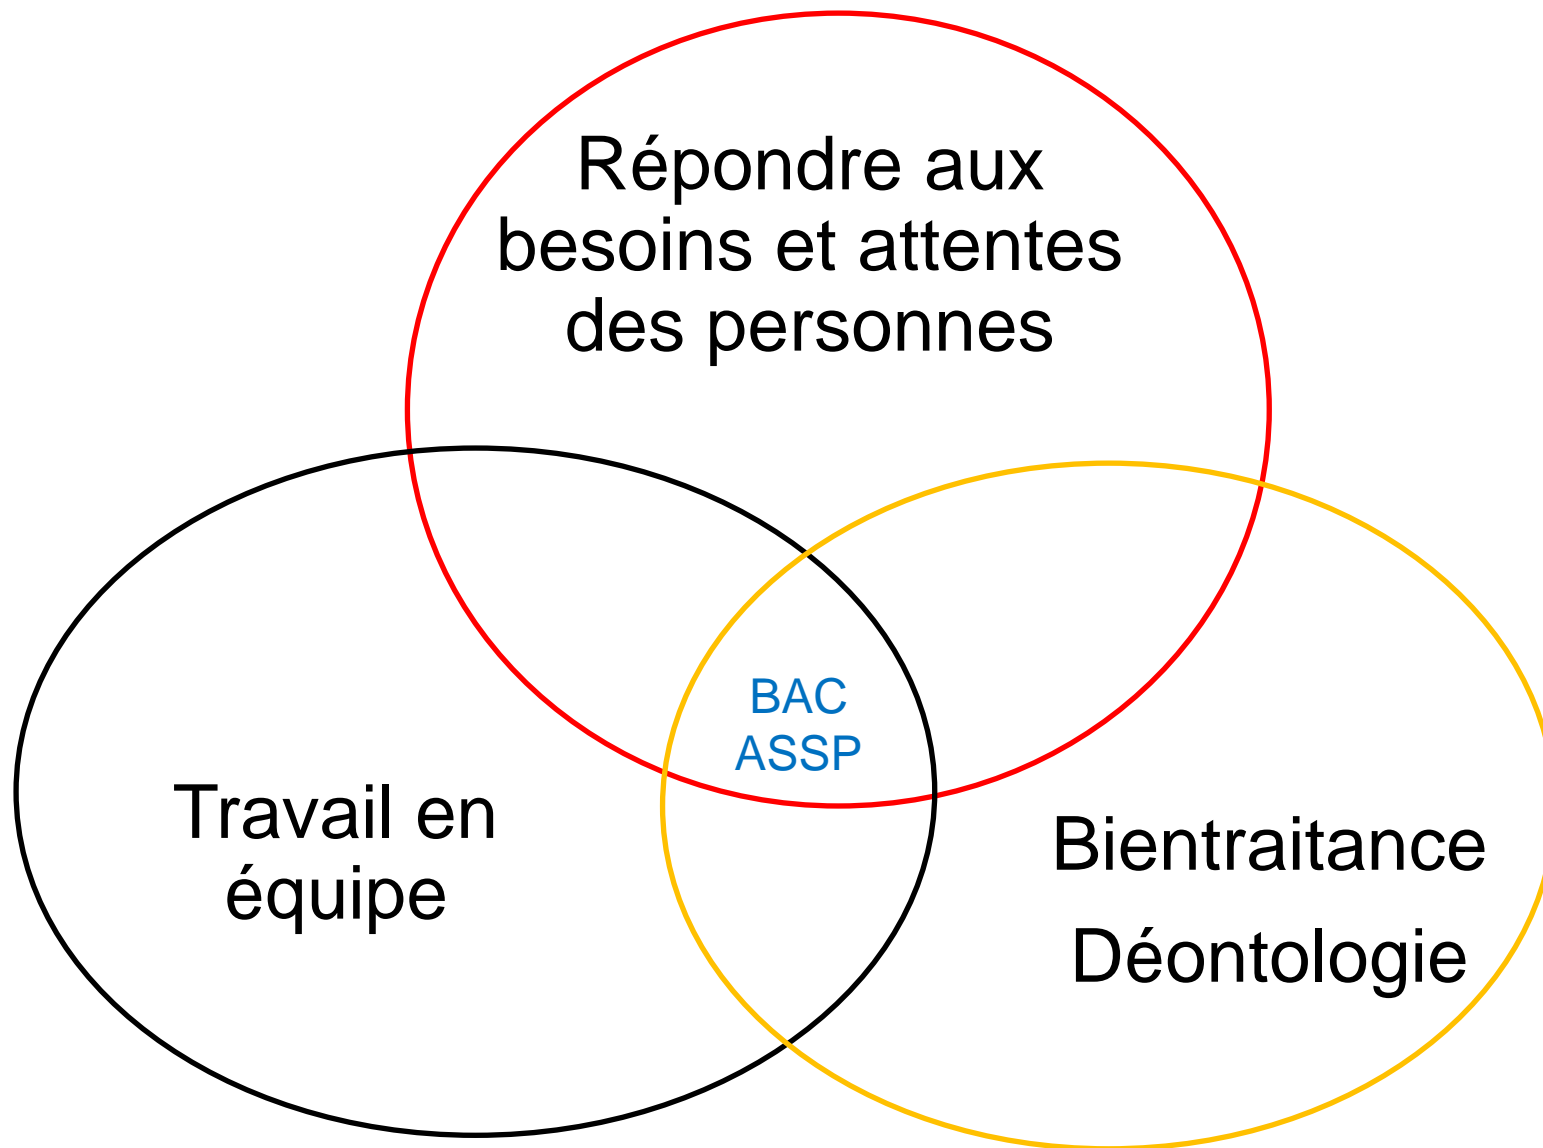 Répondre aux
besoins et attentes
des personnes
BAC
ASSP
Travail en
équipe
Bientraitance
Déontologie